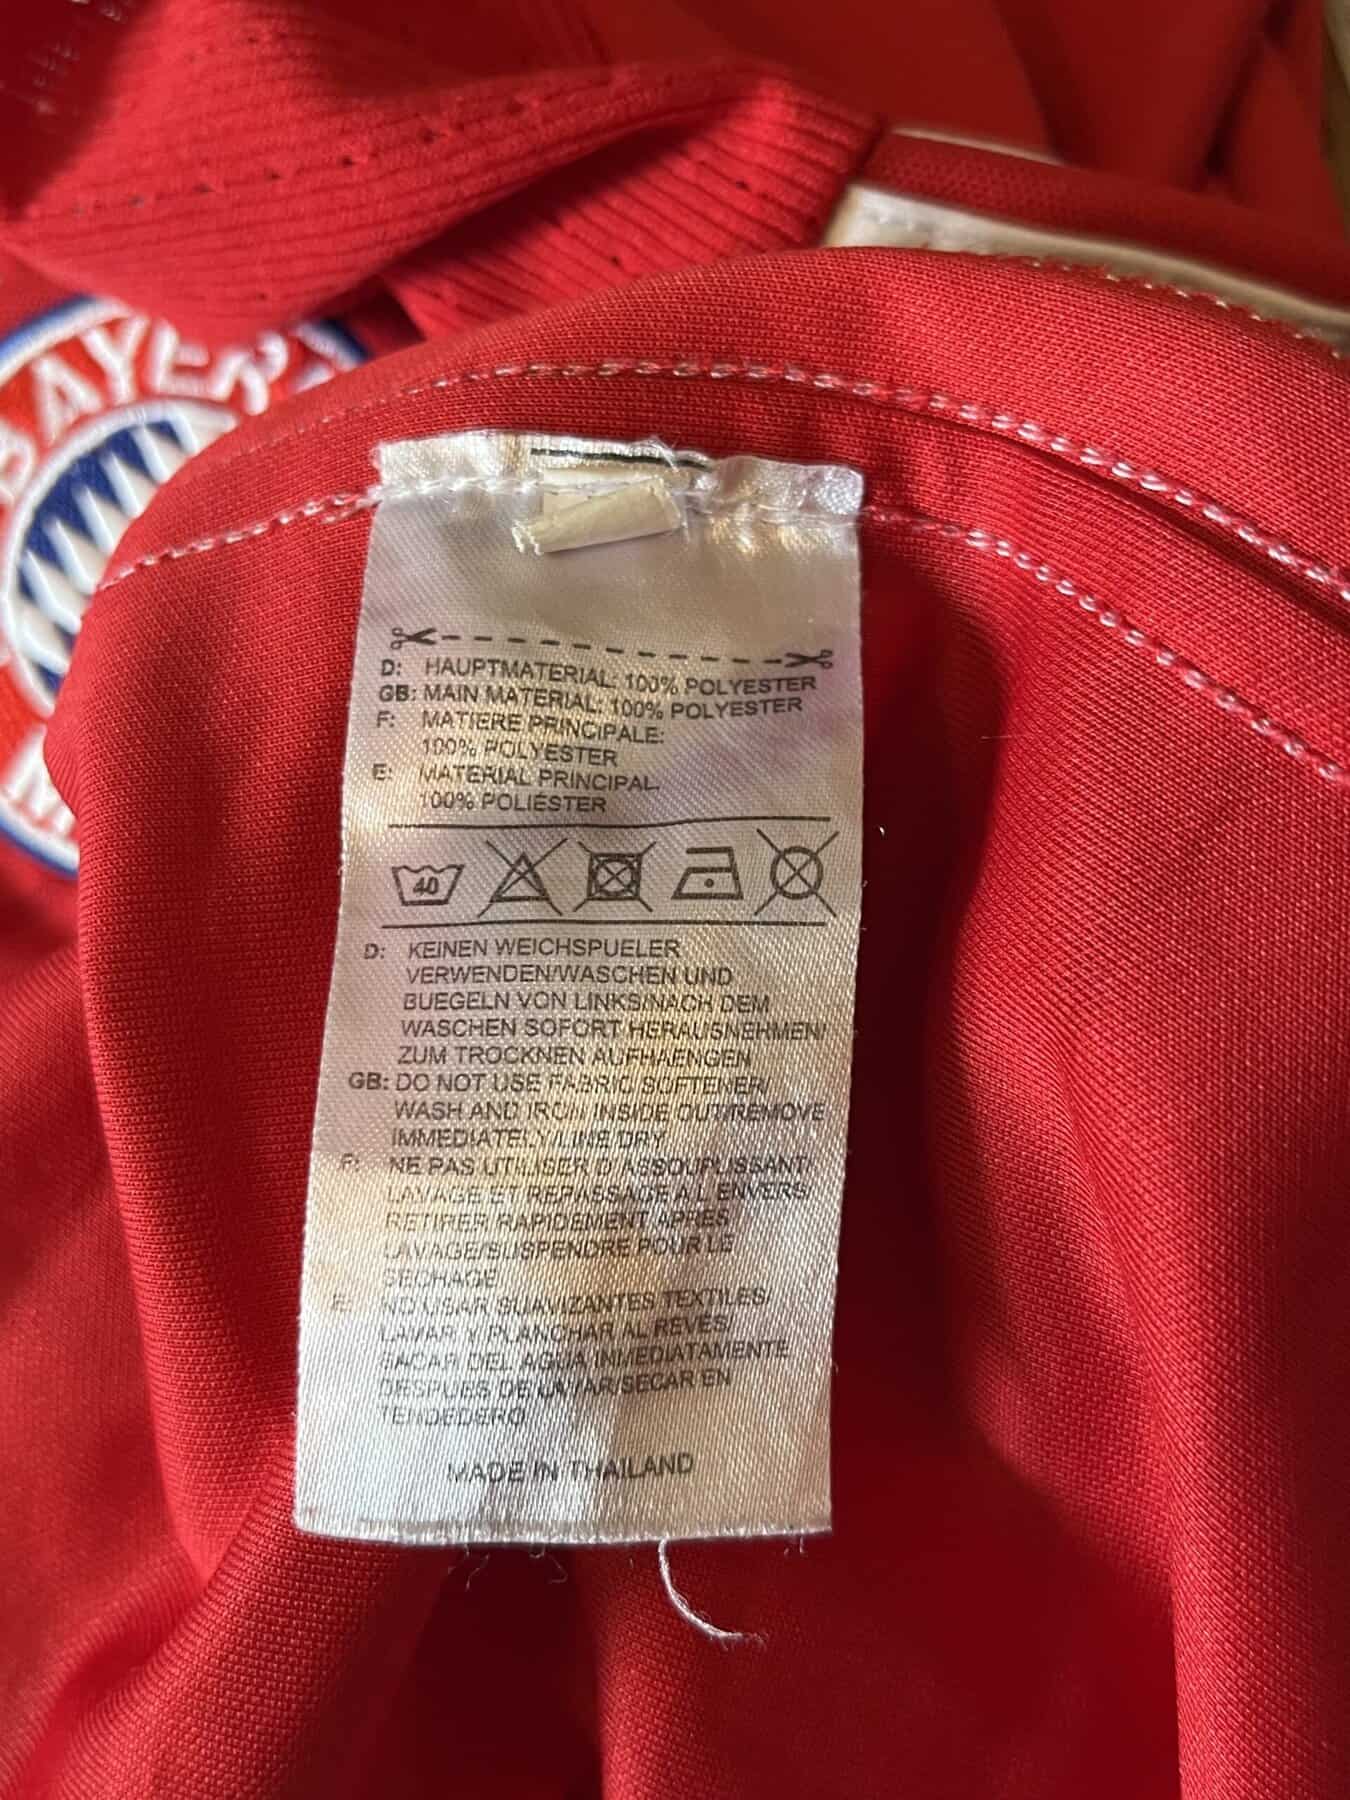 BAYER
M
D: HAUPTMATERIAL: 100% POLYESTER
GB: MAIN MATERIAL: 100% POLYESTER
F: MATIERE PRINCIPALE:
100% POLYESTER
E: MATERIAL PRINCIPAL:
100% POLIÉSTER
40
D: KEINEN WEICHSPUELER
VERWENDEN/WASCHEN UND
BUEGELN VON LINKS/NACH DEM
WASCHEN SOFORT HERAUSNEHMEN/
ZUM TROCKNEN AUFHAENGEN
GB: DO NOT USE FABRIC SOFTENER/
WASH AND IRON INSIDE OUT/REMOVE
IMMEDIATELY/LINE DRY
F: NE PAS UTILISER D'ASSOUPLISSANT/
LAVAGE ET REPASSAGE A L'ENVERS
RETIRER RAPIDEMENT APRES
LAVAGE/SUSPENDRE POUR LE
SECHAGE
E: NO USAR SUAVIZANTES TEXTILES/
LAVAR Y PLANCHAR AL REVES
SACAR DEL AGUA INMEDIATAMENTE
DESPUES DE LAVAR/SECAR EN
TENDEDERO
MADE IN THAILAND